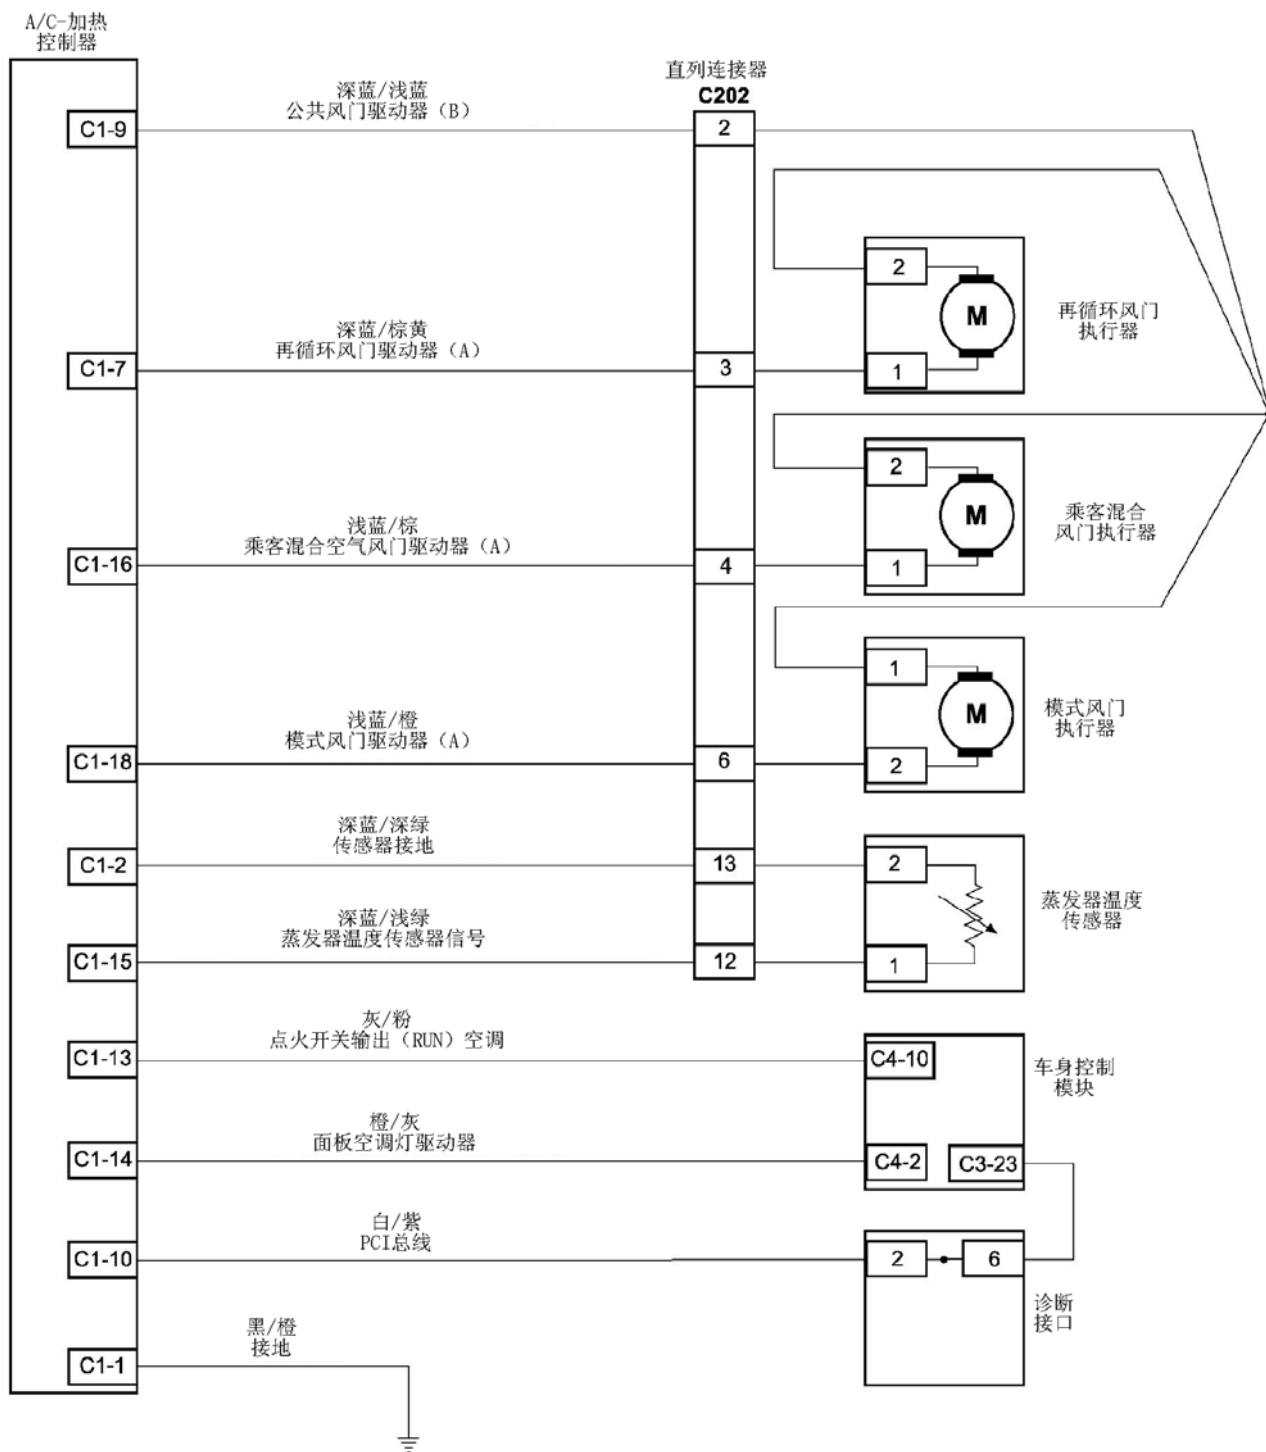 A/C-加热
控制器
直列连接器
C202
深蓝/浅蓝
公共风门驱动器（B）
C1-9
2
2
M
1
再循环风门
执行器
深蓝/棕黄
再循环风门驱动器（A）
C1-7
3
2
M
1
乘客混合
风门执行器
浅蓝/棕
乘客混合空气风门驱动器（A）
C1-16
4
1
M
2
模式风门
执行器
浅蓝/橙
模式风门驱动器（A）
C1-18
6
深蓝/深绿
传感器接地
C1-2
13
2
蒸发器温度
传感器
深蓝/浅绿
蒸发器温度传感器信号
C1-15
12
1
灰/粉
点火开关输出（RUN）空调
C1-13
C4-10
车身控制
模块
橙/灰
面板空调灯驱动器
C1-14
C4-2
C3-23
白/紫
PCI总线
C1-10
2
6
诊断
接口
黑/橙
接地
C1-1